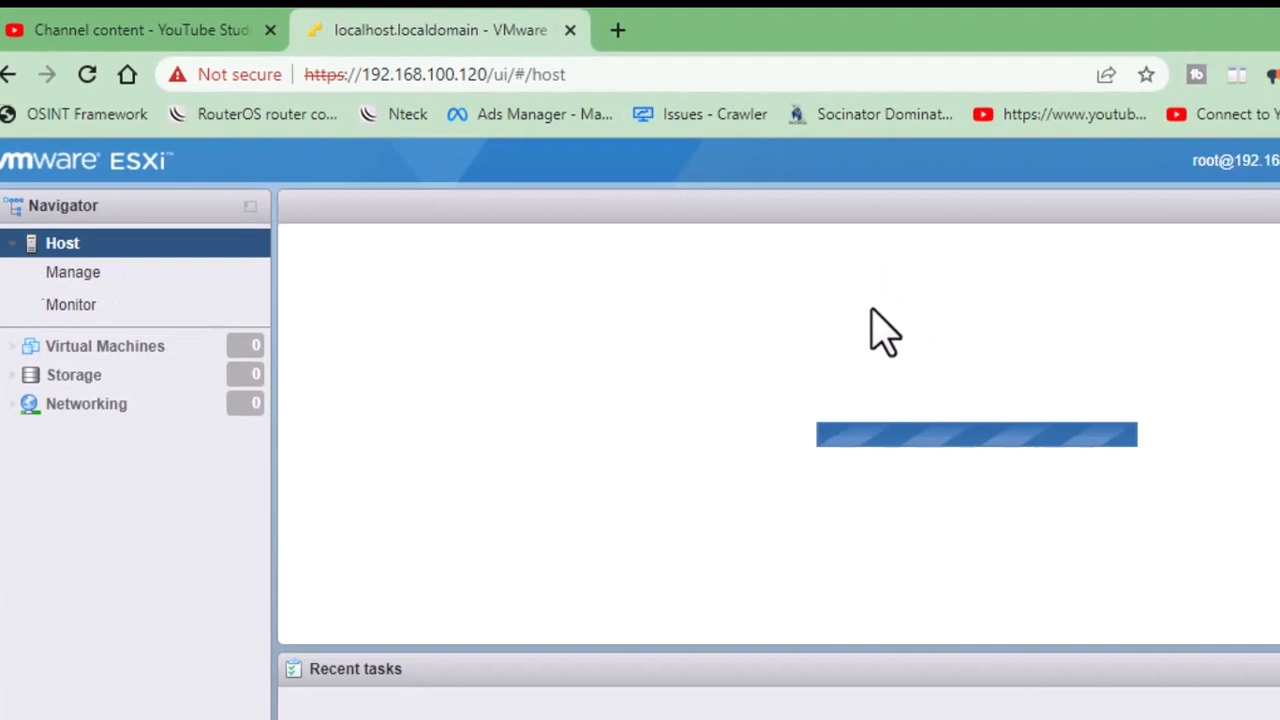 Channel content - YouTube Stud
localhost.localdomain - VMware
Not secure
https://192.168.100.120/ui/#/host
OSINT Framework
RouterOS router co...
Nteck
Ads Manager - Ma...
Issues - Crawler
Socinator Dominat...
https://www.youtub...
Connect to Y
vmware ESXi™
root@192.16
Navigator
Host
Manage
Monitor
Virtual Machines 0
Storage 0
Networking 0
Recent tasks